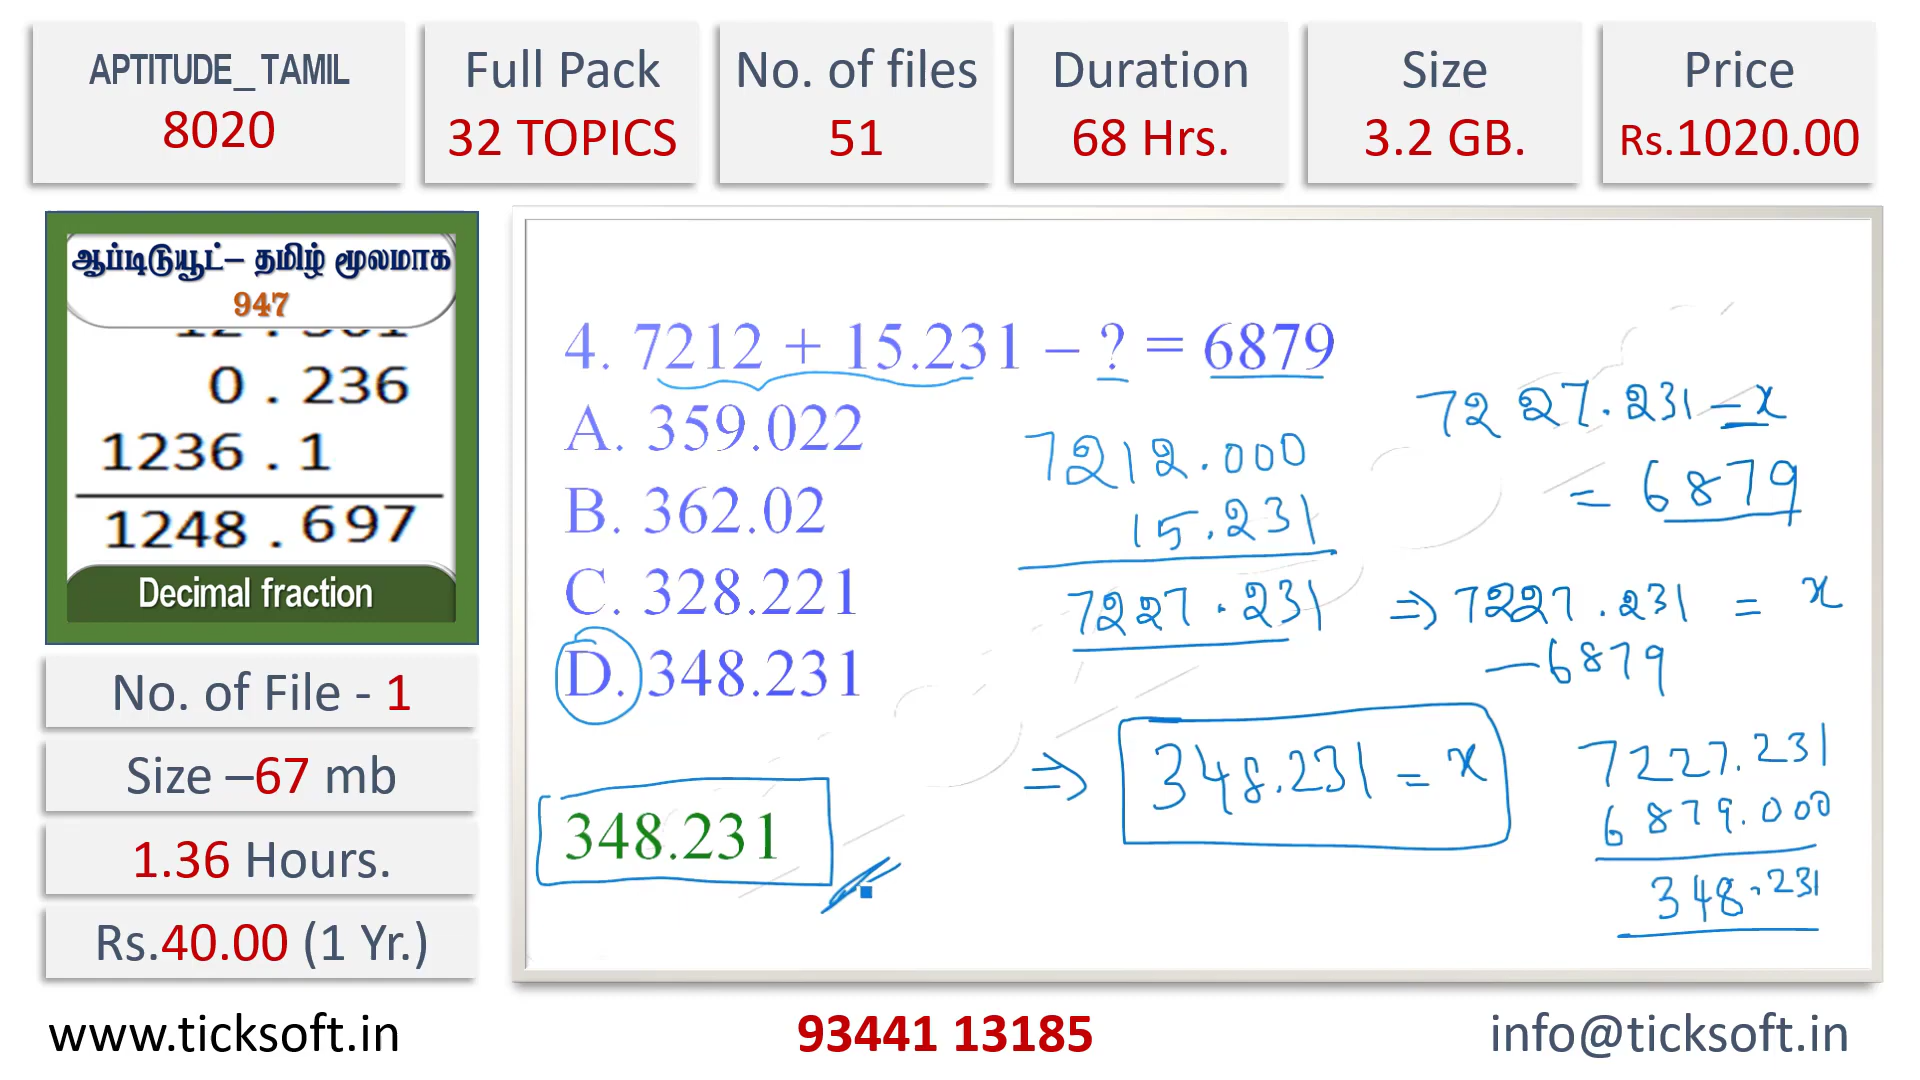 APTITUDE_TAMIL
8020
Full Pack
32 TOPICS
No. of files
51
Duration
68 Hrs.
Size
3.2 GB.
Price
Rs.1020.00
ஆப்டிடுயூட்– தமிழ் மூலமாக
947
0 . 236
1236 . 1
1248 . 697
Decimal fraction
No. of File - 1
Size –67 mb
1.36 Hours.
Rs.40.00 (1 Yr.)
4. 7212 + 15.231 – ? = 6879
A. 359.022
B. 362.02
C. 328.221
D. 348.231
348.231
7212.000
15.231
7227.231
7227.231 – x
= 6879
⇒ 7227.231 = x
– 6879
⇒ 348.231 = x
7227.231
6879.000
348.231
www.ticksoft.in
93441 13185
info@ticksoft.in